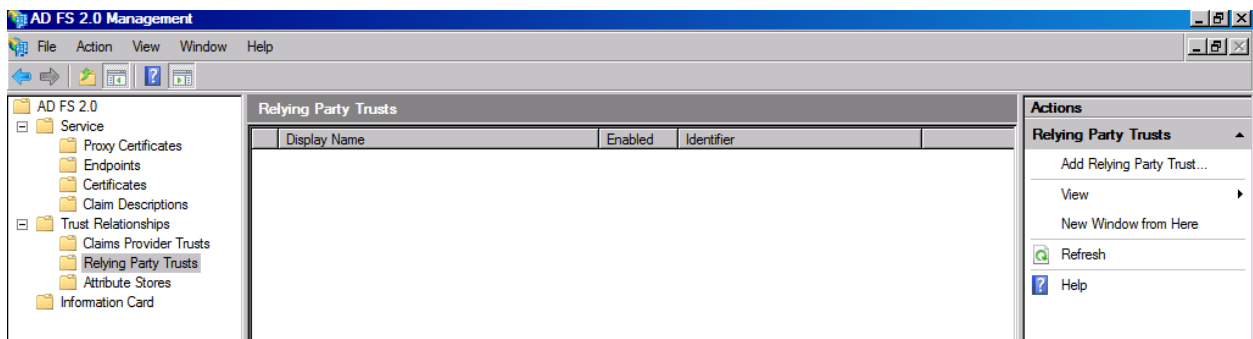 AD FS 2.0 Management
File Action View Window Help
AD FS 2.0
Service
Proxy Certificates
Endpoints
Certificates
Claim Descriptions
Trust Relationships
Claims Provider Trusts
Relying Party Trusts
Attribute Stores
Information Card
Relying Party Trusts
Display Name Enabled Identifier
Actions
Relying Party Trusts
Add Relying Party Trust...
View
New Window from Here
Refresh
Help